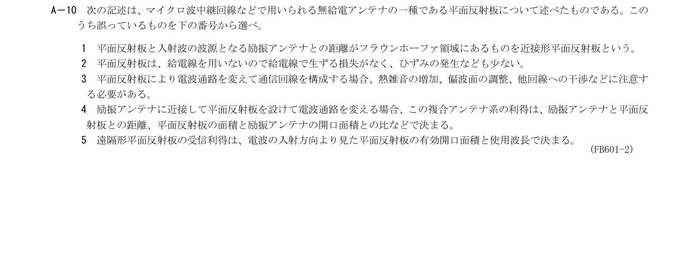 A-10 次の記述は、マイクロ波中継回線などで用いられる無給電アンテナの一種である平面反射板について述べたものである。この
うち誤っているものを下の番号から選べ。
1 平面反射板と入射波の波源となる励振アンテナとの距離がフラウンホーファ領域にあるものを近接形平面反射板という。
2 平面反射板は、給電線を用いないので給電線で生ずる損失がなく、ひずみの発生なども少ない。
3 平面反射板により電波通路を変えて通信回線を構成する場合、熱雑音の増加、偏波面の調整、他回線への干渉などに注意す
る必要がある。
4 励振アンテナに近接して平面反射板を設けて電波通路を変える場合、この複合アンテナ系の利得は、励振アンテナと平面反
射板との距離、平面反射板の面積と励振アンテナの開口面積との比などで決まる。
5 遠隔形平面反射板の受信利得は、電波の入射方向より見た平面反射板の有効開口面積と使用波長で決まる。
(FB601-2)